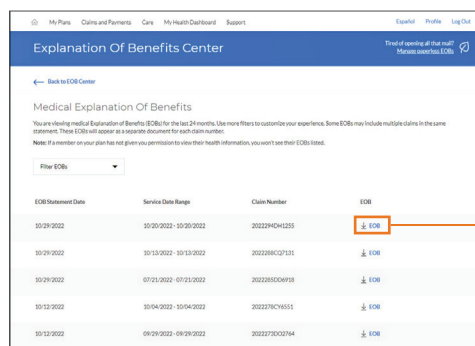 My Plans Claims and Payments Care My Health Dashboard Support Español Profile Log Out
Explanation Of Benefits Center
Tired of opening all that mail?
Manage paperless EOBs
Back to EOB Center
Medical Explanation Of Benefits
You are viewing medical Explanation of Benefits (EOBs) for the last 24 months. Use more filters to customize your experience. Some EOBs may include multiple claims in the same
statement. These EOBs will appear as a separate document for each claim number.
Note: If a member on your plan has not given you permission to view their health information, you won't see their EOBs listed.
Filter EOBs
EOB Statement Date Service Date Range Claim Number EOB
10/29/2022 10/20/2022 - 10/20/2022 2022294DH1255 EOB
10/29/2022 10/13/2022 - 10/13/2022 2022288CQ7131 EOB
10/29/2022 07/21/2022 - 07/21/2022 2022285DD6918 EOB
10/12/2022 10/04/2022 - 10/04/2022 2022278CY6551 EOB
10/12/2022 09/29/2022 - 09/29/2022 2022273DO2764 EOB